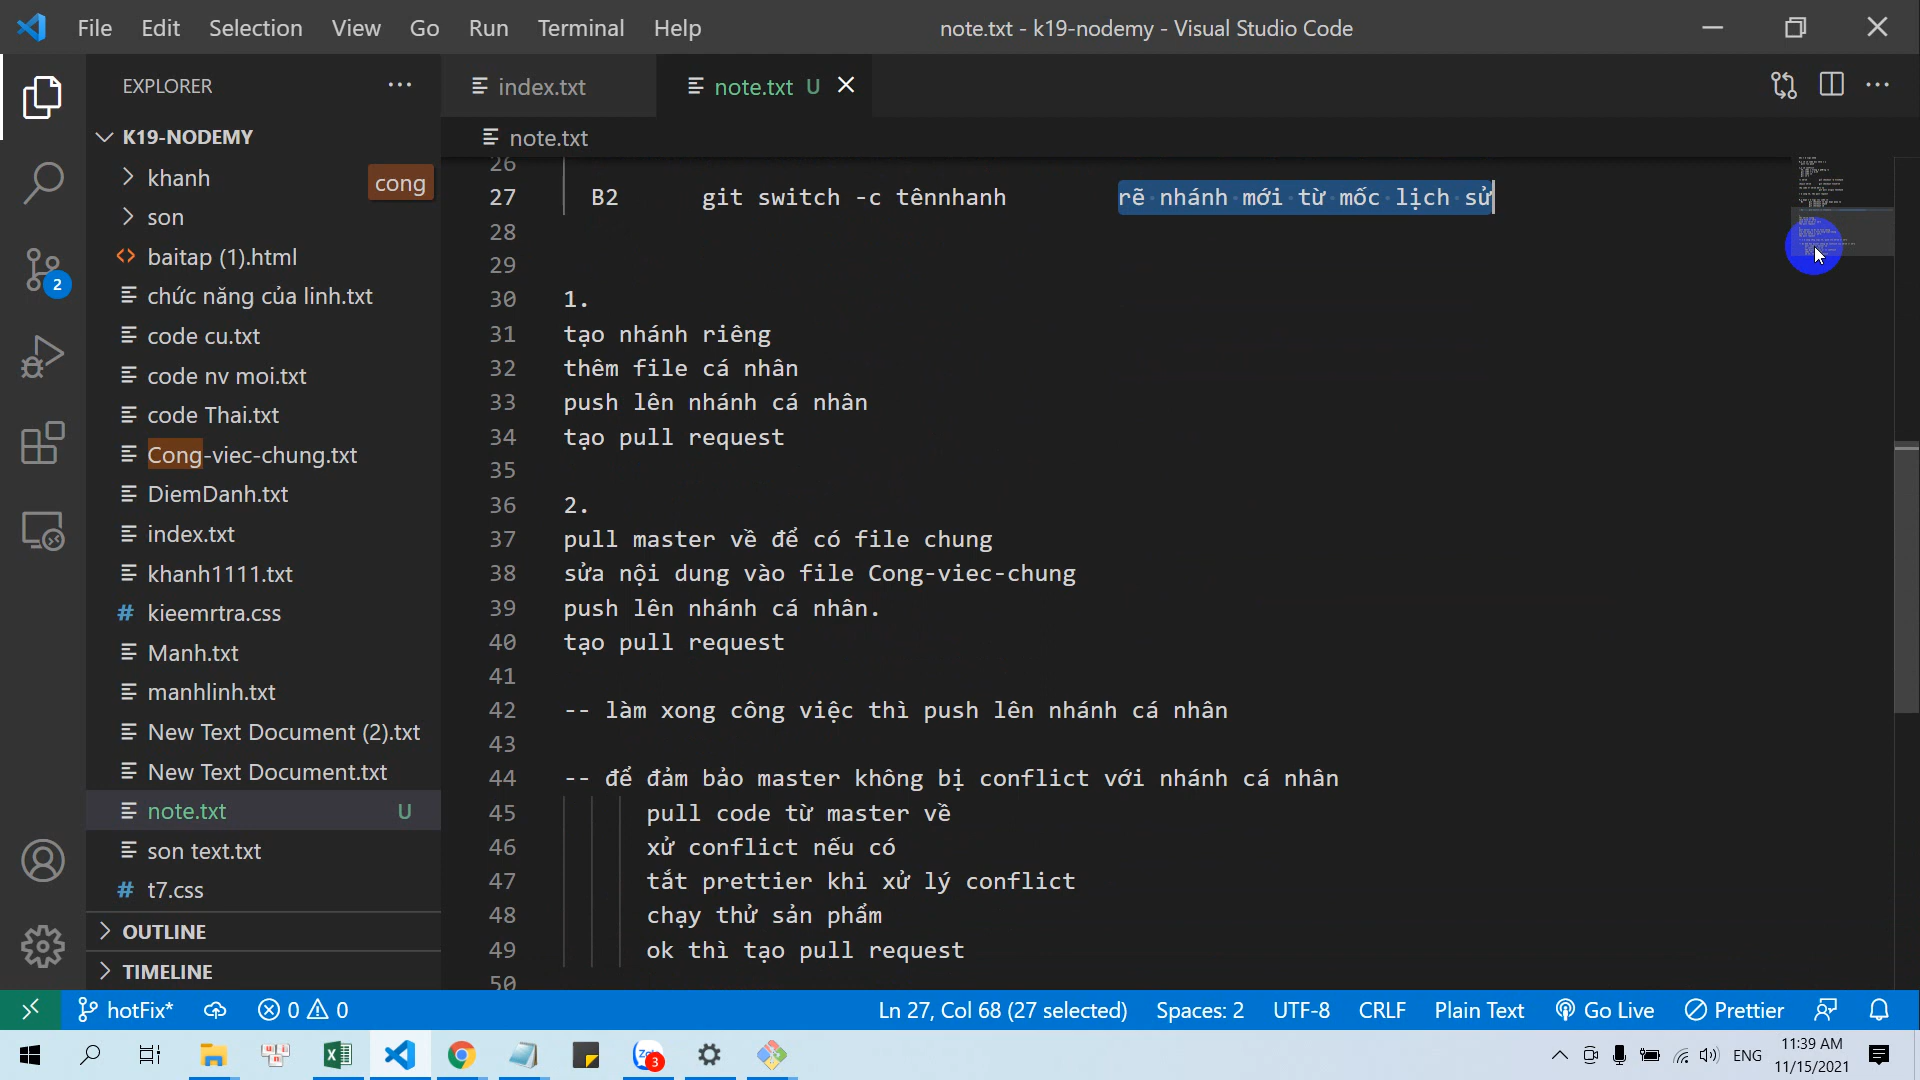 File Edit Selection View Go Run Terminal Help
note.txt - k19-nodemy - Visual Studio Code
EXPLORER
index.txt
note.txt U
note.txt
K19-NODEMY
khanh
cong
son
baitap (1).html
chức năng của linh.txt
code cu.txt
code nv moi.txt
code Thai.txt
Cong-viec-chung.txt
DiemDanh.txt
index.txt
khanh1111.txt
kieemrtra.css
Manh.txt
manhlinh.txt
New Text Document (2).txt
New Text Document.txt
note.txt U
son text.txt
t7.css
OUTLINE
TIMELINE
2
26
27 B2 git switch -c tênnhanh rẽ nhánh mới từ mốc lịch sử
28
29
30 1.
31 tạo nhánh riêng
32 thêm file cá nhân
33 push lên nhánh cá nhân
34 tạo pull request
35
36 2.
37 pull master về để có file chung
38 sửa nội dung vào file Cong-viec-chung
39 push lên nhánh cá nhân.
40 tạo pull request
41
42 -- làm xong công việc thì push lên nhánh cá nhân
43
44 -- để đảm bảo master không bị conflict với nhánh cá nhân
45 pull code từ master về
46 xử conflict nếu có
47 tắt prettier khi xử lý conflict
48 chạy thử sản phẩm
49 ok thì tạo pull request
50
hotFix* 0 0
Ln 27, Col 68 (27 selected) Spaces: 2 UTF-8 CRLF Plain Text Go Live Prettier
3
ENG
11:39 AM
11/15/2021